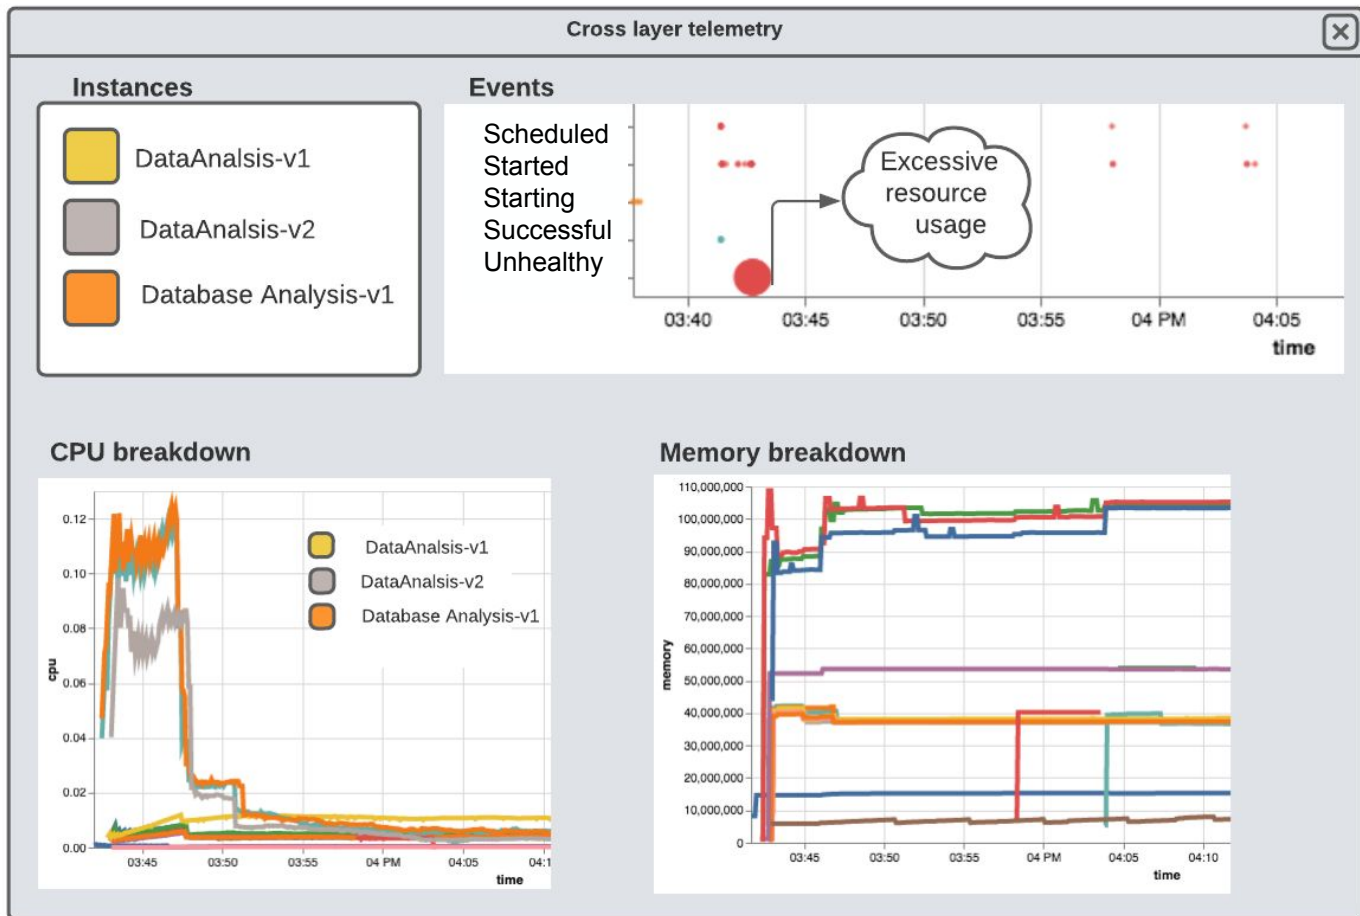 Cross layer telemetry
Instances
DataAnalsis-v1
DataAnalsis-v2
Database Analysis-v1
Events
Scheduled
Started
Starting
Successful
Unhealthy
Excessive
resource
usage
03:40 03:45 03:50 03:55 04 PM 04:05
time
CPU breakdown
0.12
0.10
0.08
0.06
0.04
0.02
0.00
cpu
DataAnalsis-v1
DataAnalsis-v2
Database Analysis-v1
03:45 03:50 03:55 04 PM 04:05 04:1
time
Memory breakdown
110,000,000
100,000,000
90,000,000
80,000,000
70,000,000
60,000,000
50,000,000
40,000,000
30,000,000
20,000,000
10,000,000
0
memory
03:45 03:50 03:55 04 PM 04:05 04:10
time